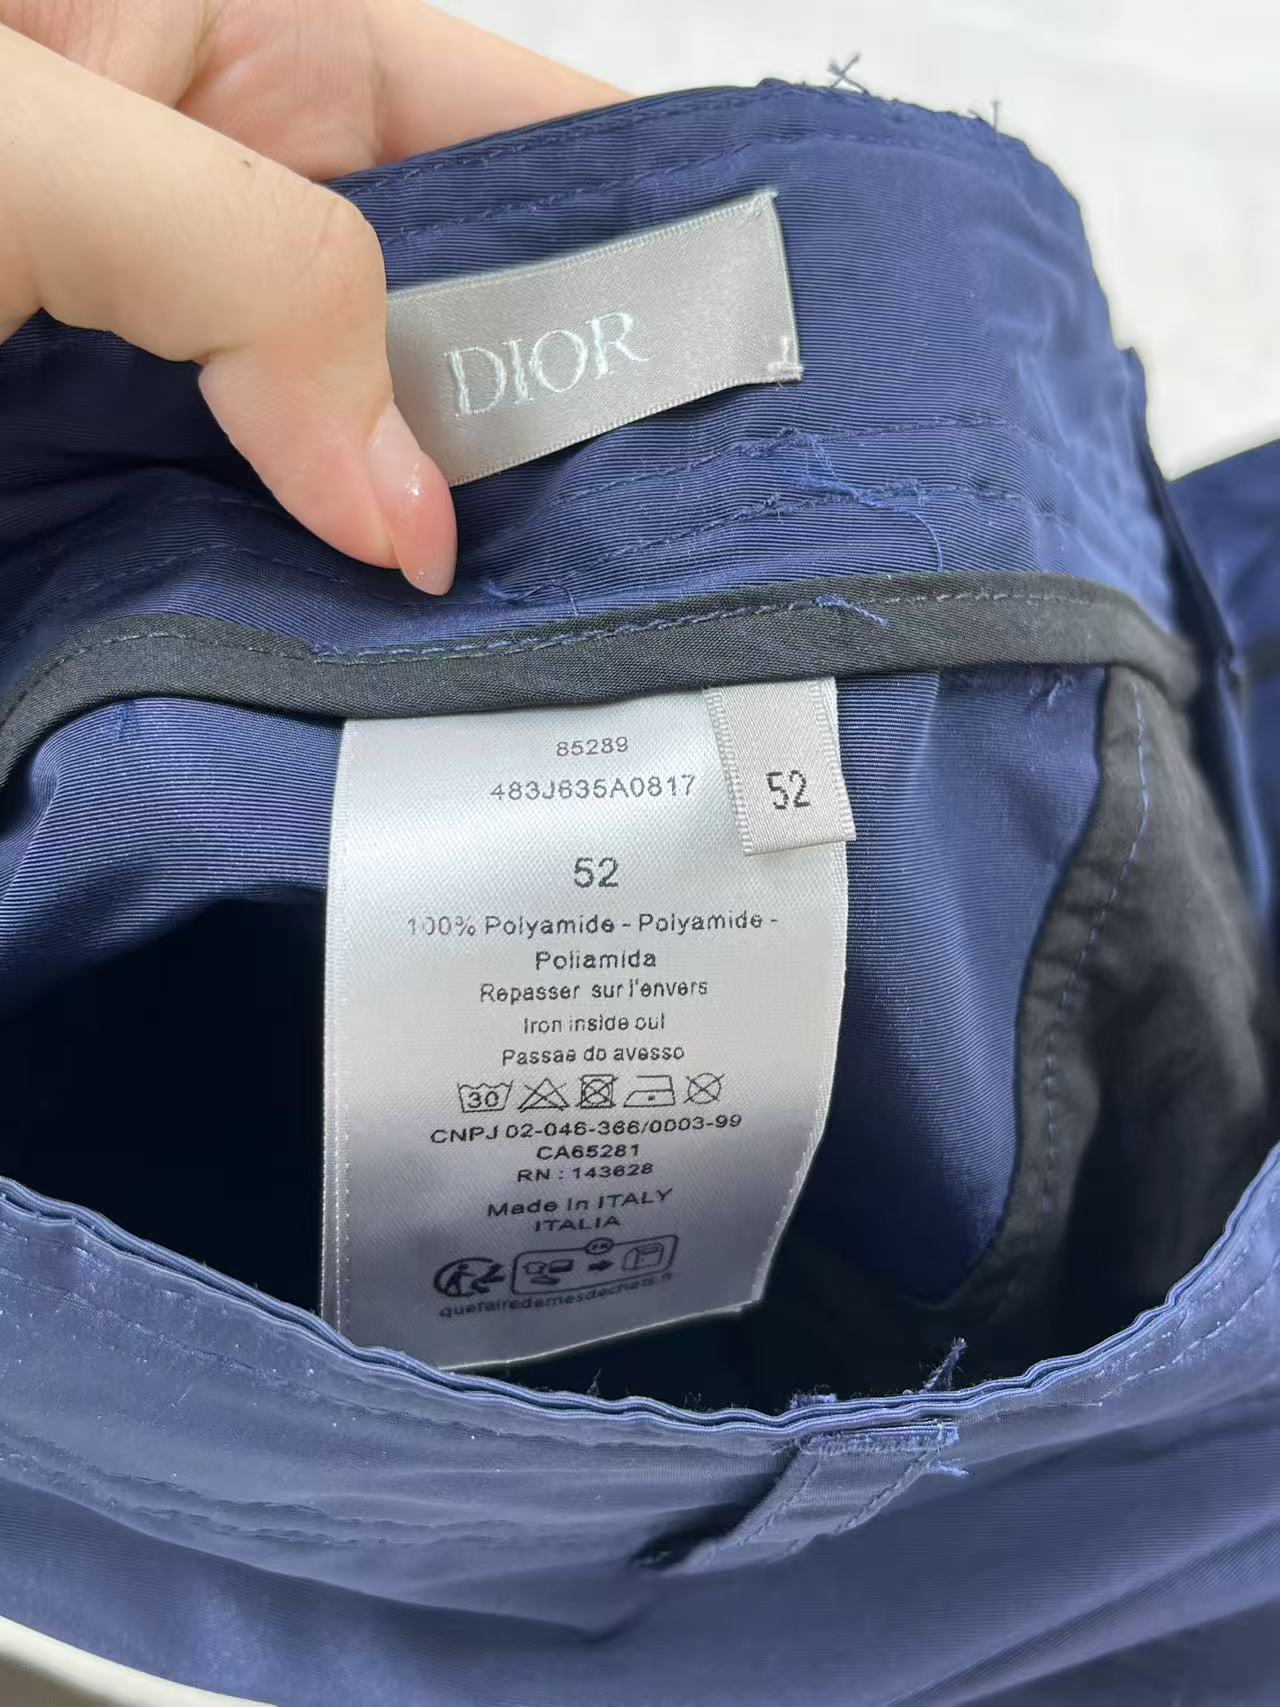 DIOR
85289
483J635A0817
52
52
100% Polyamide - Polyamide -
Poliamida
Repasser sur l'envers
Iron inside out
Passae do avesso
30
CNPJ 02-046-366/0003-99
CA65281
RN : 143628
Made In ITALY
ITALIA
FR
quefairedemesdechets.fr